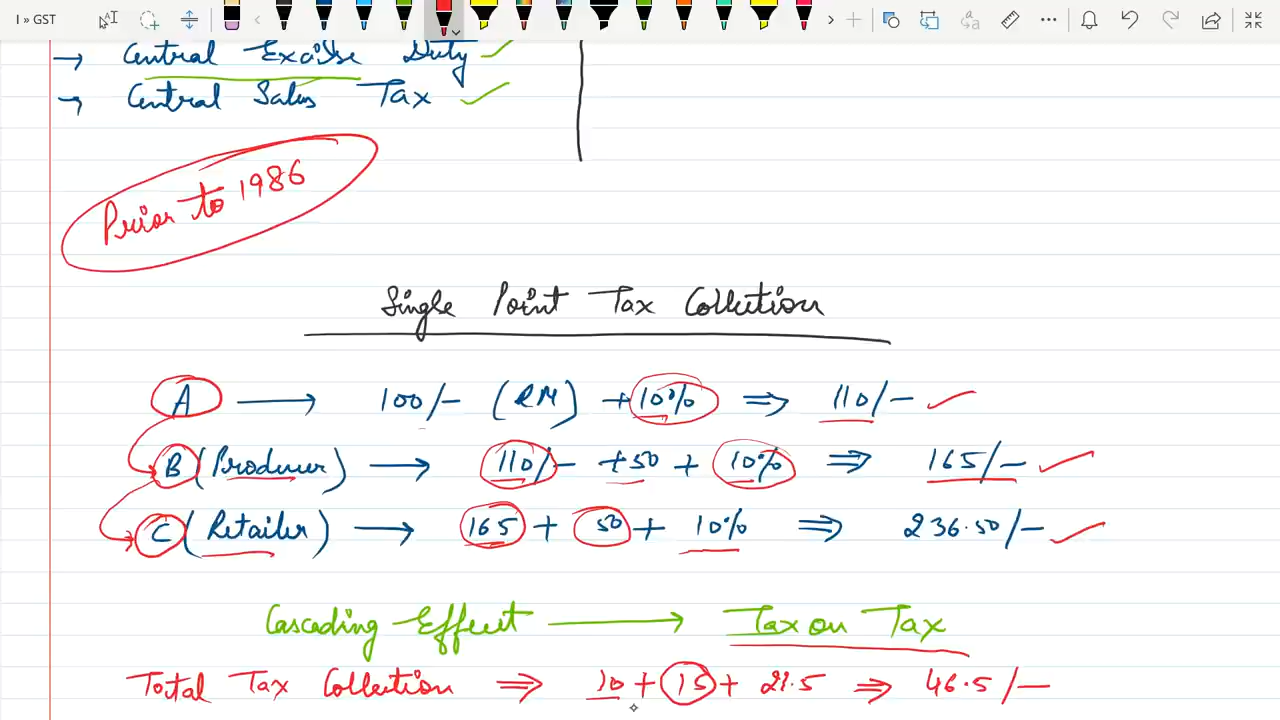 I » GST
→ Central Excise Duty ✓
→ Central Sales Tax ✓
Prior to 1986
Single Point Tax Collection
A → 100/- (RM) +10% ⇒ 110/- ✓
B (Producer) → 110/- +50 + 10% ⇒ 165/- ✓
C (Retailer) → 165 + 50 + 10% ⇒ 236.50/- ✓
Cascading Effect → Tax on Tax
Total Tax Collection ⇒ 10 + 15 + 21.5 ⇒ 46.5/-